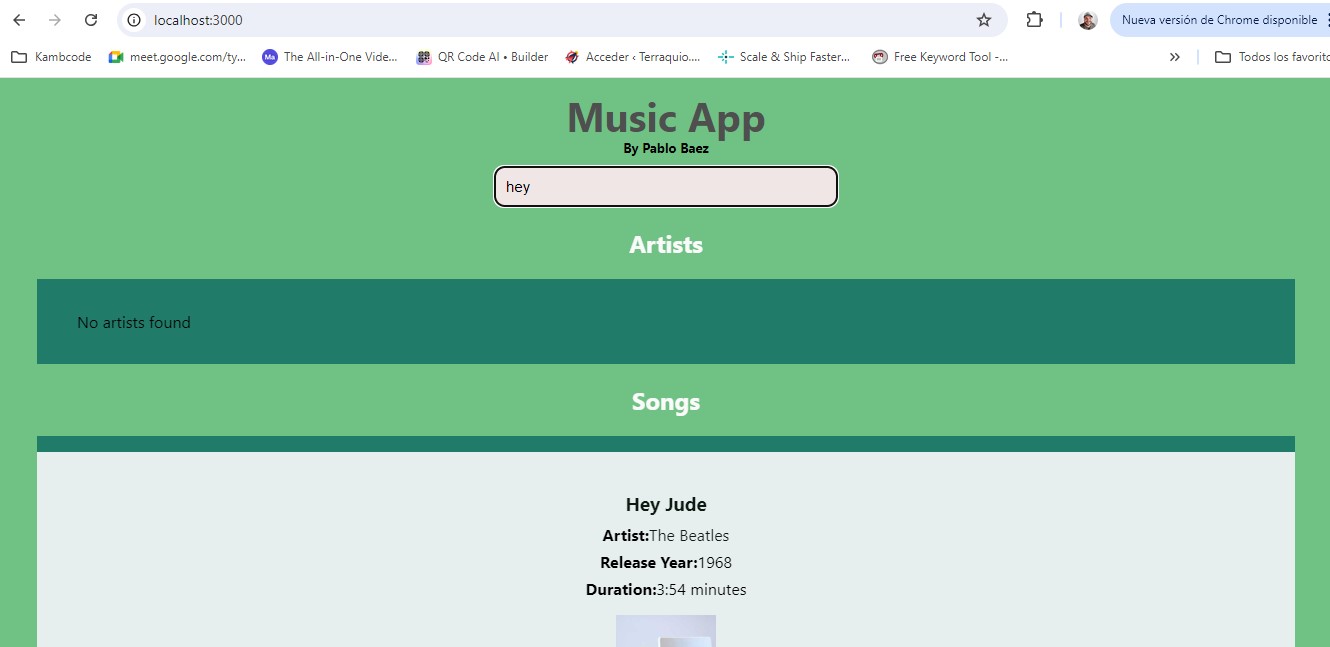 localhost:3000
Nueva versión de Chrome disponible
Kambcode meet.google.com/ty... Ma The All-in-One Vide... QR Code AI • Builder Acceder ‹ Terraquio.... Scale & Ship Faster... Free Keyword Tool -... » Todos los favorito
Music App
By Pablo Baez
hey
Artists
No artists found
Songs
Hey Jude
Artist:The Beatles
Release Year:1968
Duration:3:54 minutes